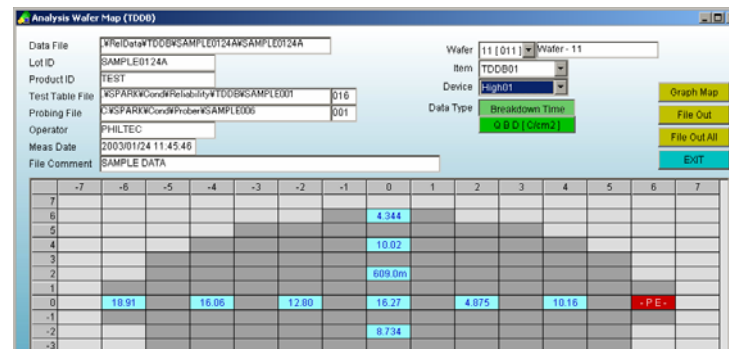 Analysis Wafer Map (TDDB)
Data File .¥RelData¥TDDB¥SAMPLE0124A¥SAMPLE0124A
Wafer 11 [ 011 ] Wafer - 11
Lot ID SAMPLE0124A
Item TDDB01
Product ID TEST
Device High01
Graph Map
Test Table File .¥SPARK¥Cond¥Reliability¥TDDB¥SAMPLE001 016
Probing File C:¥SPARK¥Cond¥Prober¥SAMPLE006 001
Data Type Breakdown Time
File Out
Operator PHILTEC
Q B D [ C/cm2 ]
File Out All
Meas Date 2003/01/24 11:45:46
File Comment SAMPLE DATA
EXIT
-7 -6 -5 -4 -3 -2 -1 0 1 2 3 4 5 6 7
7
6 4.344
5
4 10.02
3
2 609.0m
1
0 18.91 16.06 12.80 16.27 4.875 10.16 - P E -
-1
-2 8.734
-3